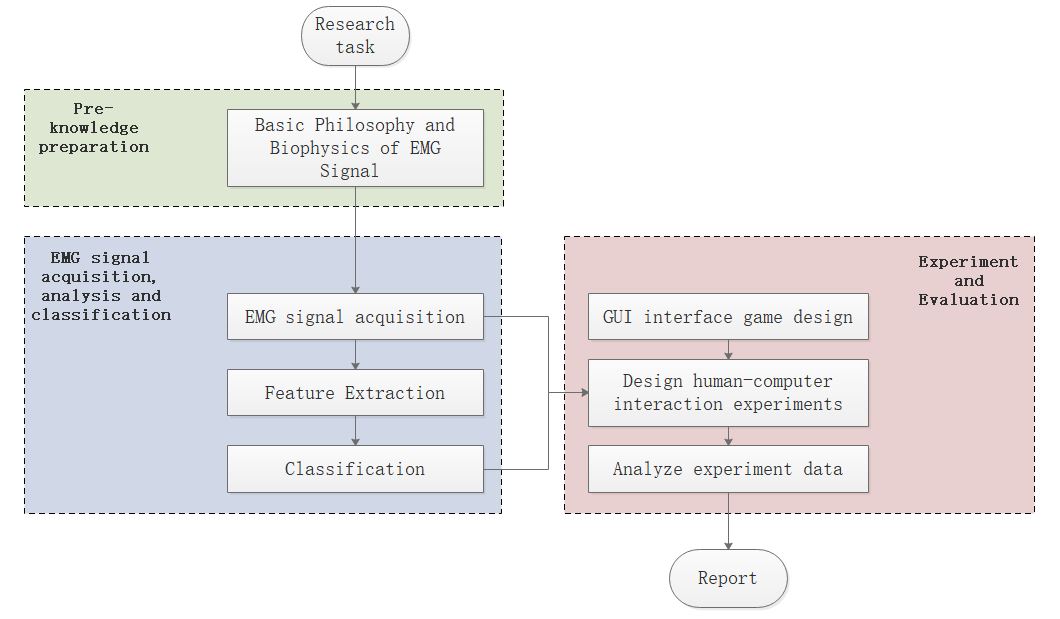 Research
task
Pre-
knowledge
preparation
Basic Philosophy and
Biophysics of EMG
Signal
EMG signal
acquisition,
analysis and
classification
EMG signal acquisition
Feature Extraction
Classification
Experiment
and
Evaluation
GUI interface game design
Design human-computer
interaction experiments
Analyze experiment data
Report